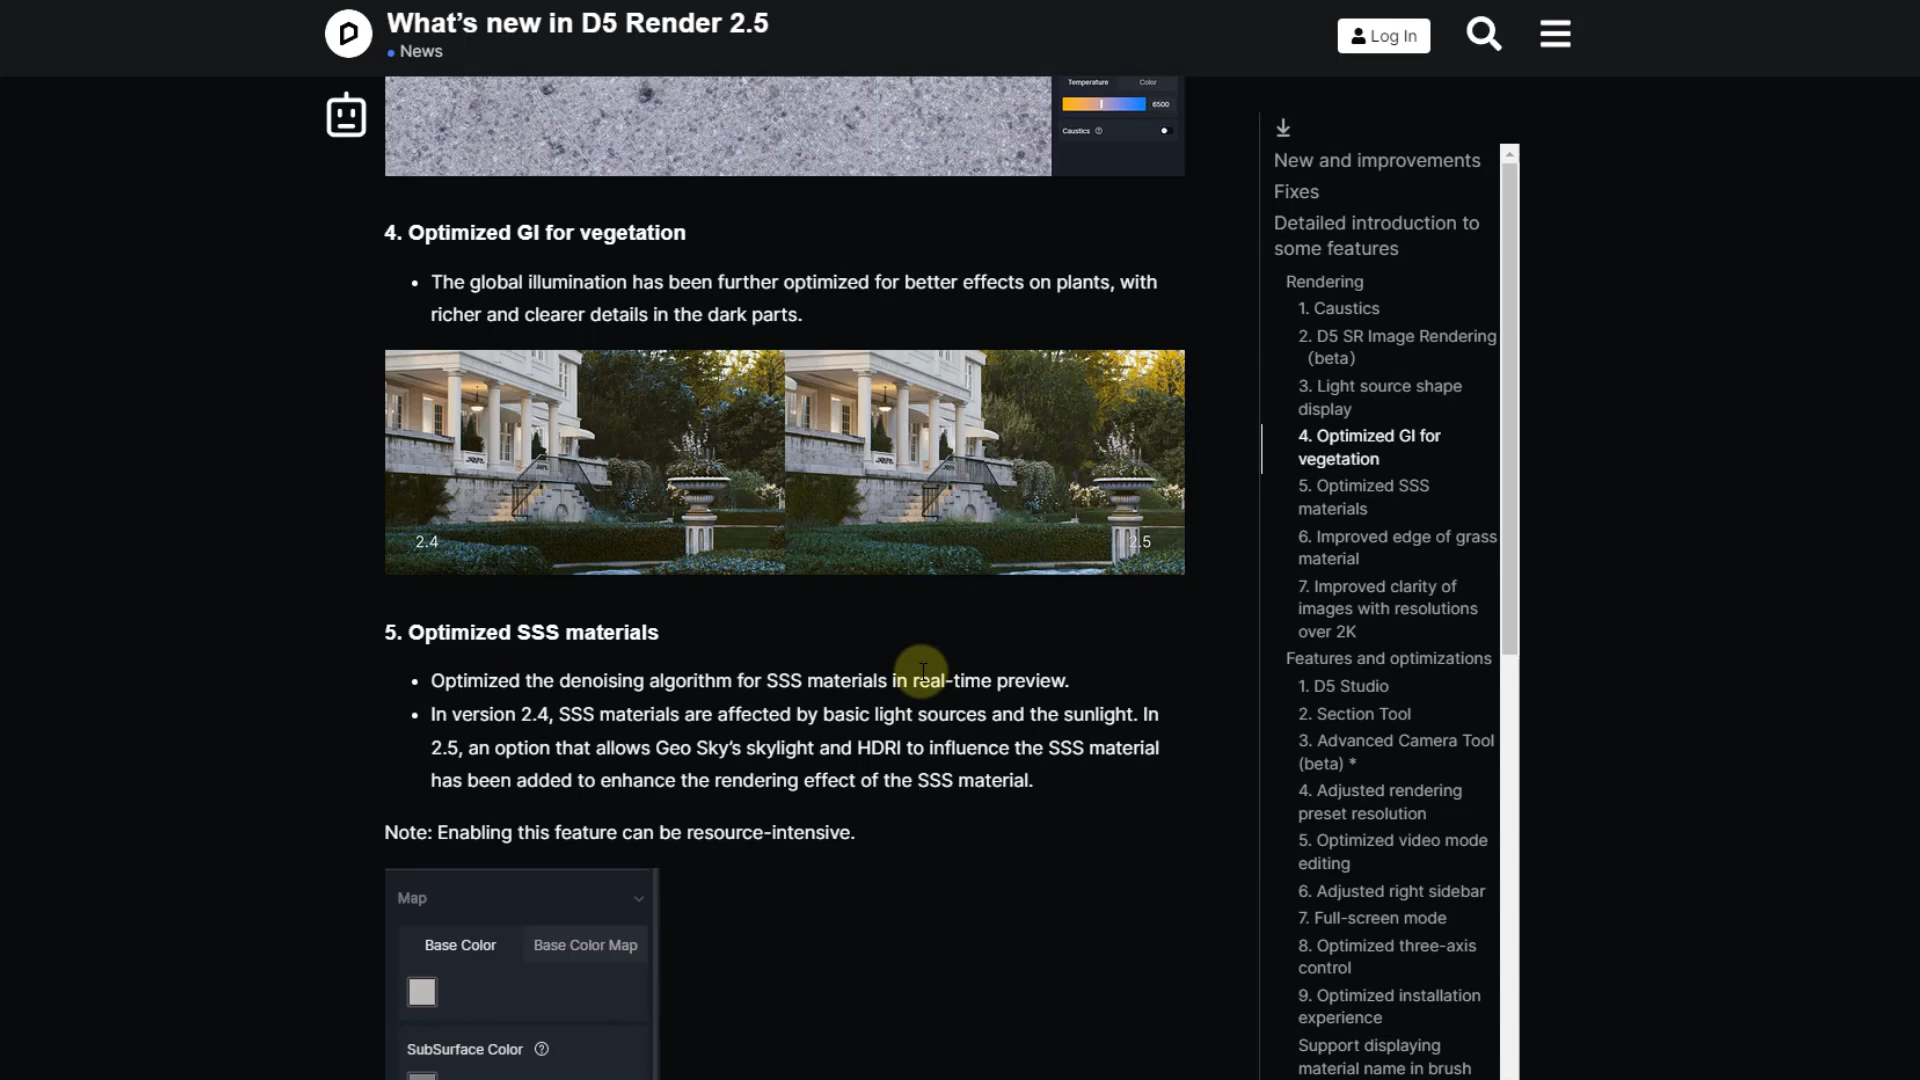 What's new in D5 Render 2.5
News
Log In
Temperature
Color
6500
Caustics
4. Optimized GI for vegetation
• The global illumination has been further optimized for better effects on plants, with
richer and clearer details in the dark parts.
2.4
2.5
5. Optimized SSS materials
• Optimized the denoising algorithm for SSS materials in real-time preview.
• In version 2.4, SSS materials are affected by basic light sources and the sunlight. In
2.5, an option that allows Geo Sky's skylight and HDRI to influence the SSS material
has been added to enhance the rendering effect of the SSS material.
Note: Enabling this feature can be resource-intensive.
Map
Base Color
Base Color Map
SubSurface Color
New and improvements
Fixes
Detailed introduction to
some features
Rendering
1. Caustics
2. D5 SR Image Rendering
(beta)
3. Light source shape
display
4. Optimized GI for
vegetation
5. Optimized SSS
materials
6. Improved edge of grass
material
7. Improved clarity of
images with resolutions
over 2K
Features and optimizations
1. D5 Studio
2. Section Tool
3. Advanced Camera Tool
(beta) *
4. Adjusted rendering
preset resolution
5. Optimized video mode
editing
6. Adjusted right sidebar
7. Full-screen mode
8. Optimized three-axis
control
9. Optimized installation
experience
Support displaying
material name in brush